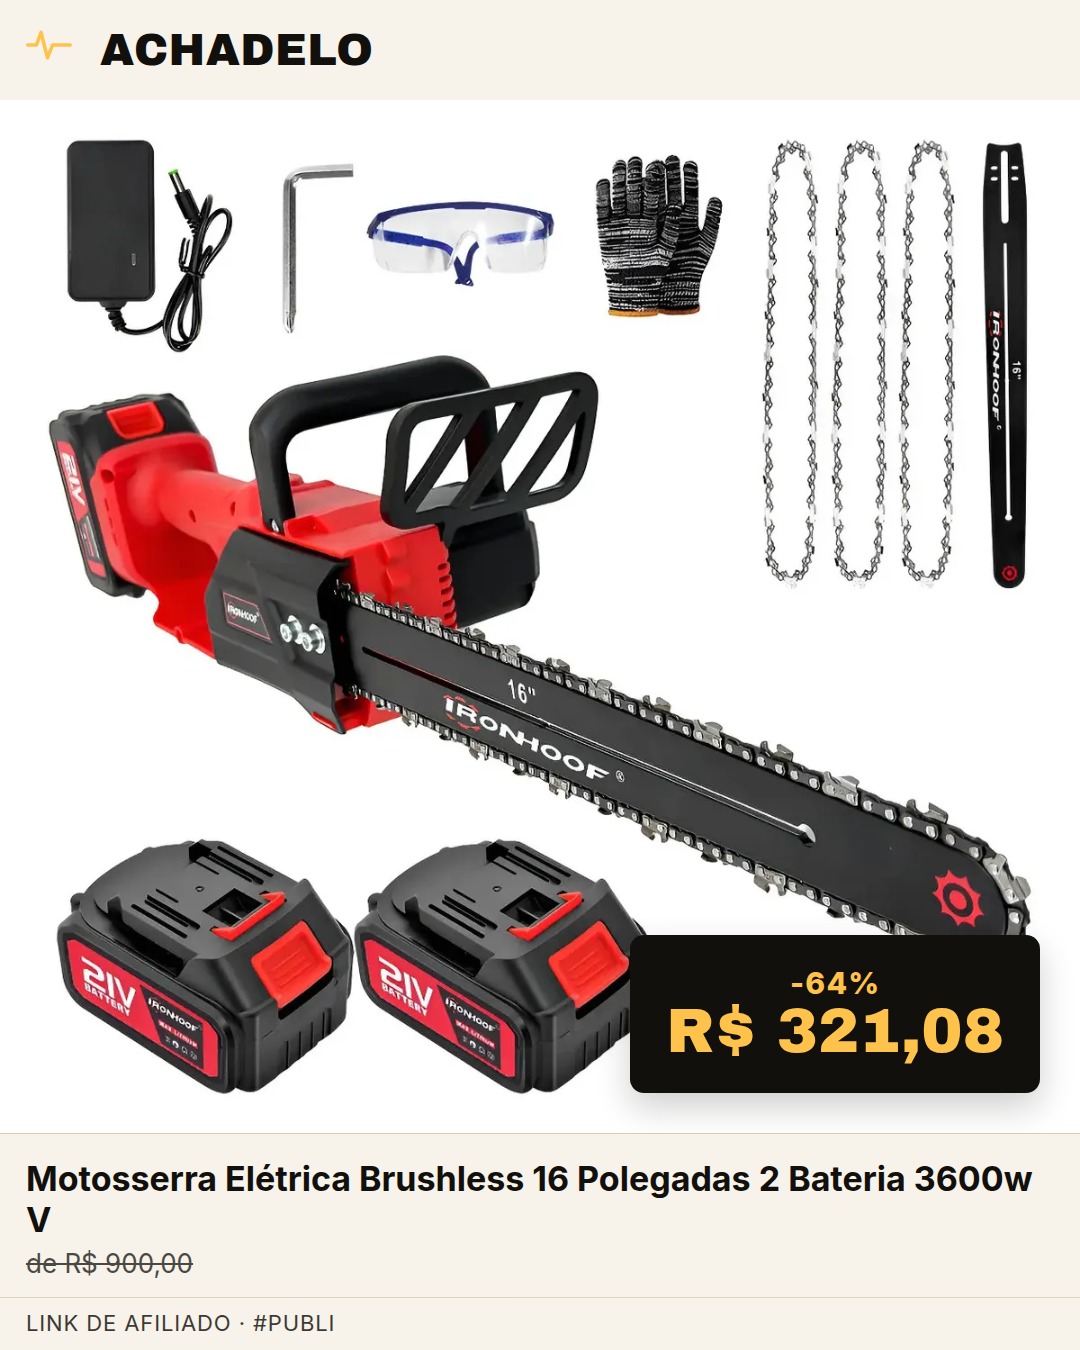 ACHADELO
IRONHOOF
16"
21V
IRONHOOF
16"
IRONHOOF®
21V
BATTERY
IRONHOOF
21V
BATTERY
IRONHOOF
-64%
R$ 321,08
Motosserra Elétrica Brushless 16 Polegadas 2 Bateria 3600w
V
de R$ 900,00
LINK DE AFILIADO · #PUBLI